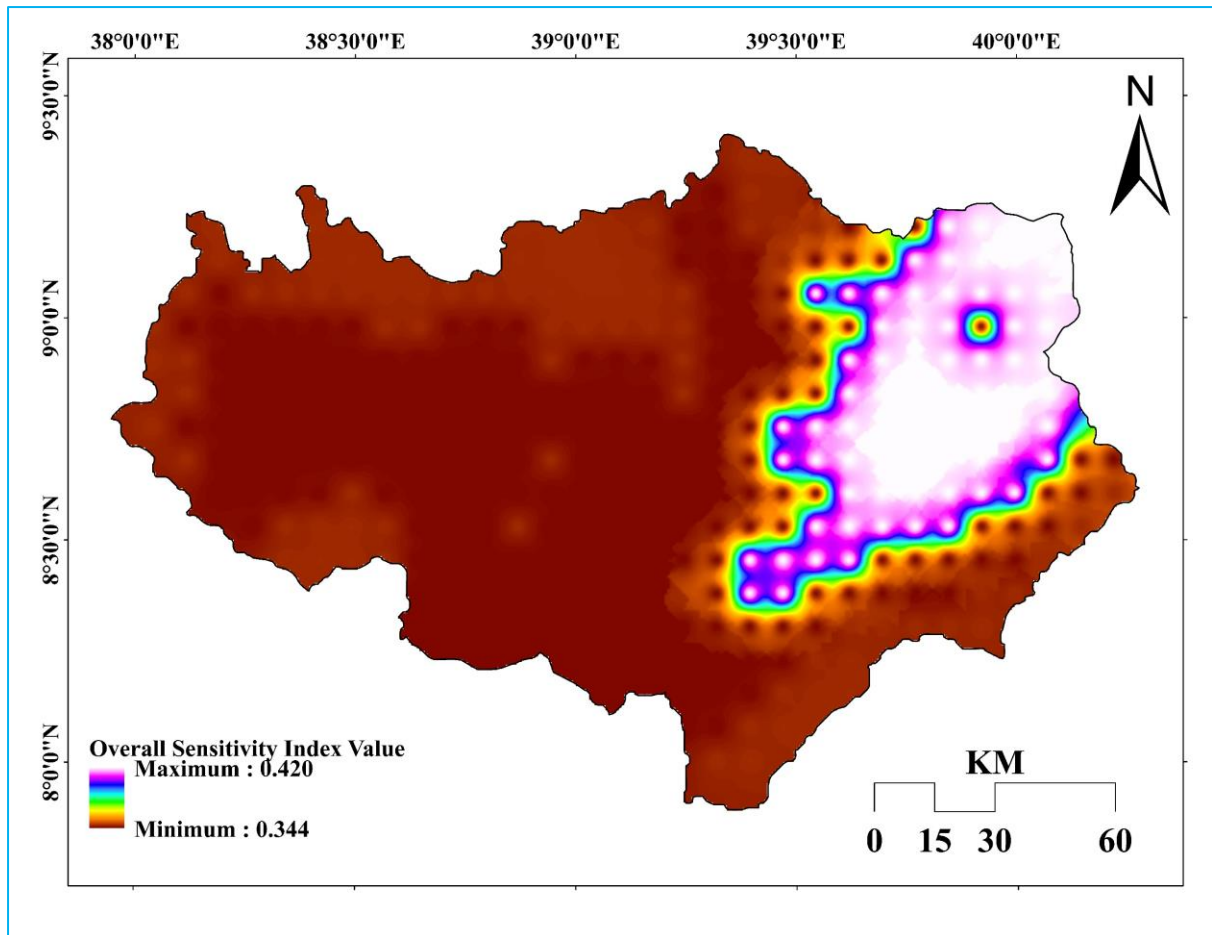 38°0'0"E 38°30'0"E 39°0'0"E 39°30'0"E 40°0'0"E
9°30'0"N
N
9°0'0"N
8°30'0"N
8°0'0"N
Overall Sensitivity Index Value
Maximum : 0.420
Minimum : 0.344
KM
0 15 30 60